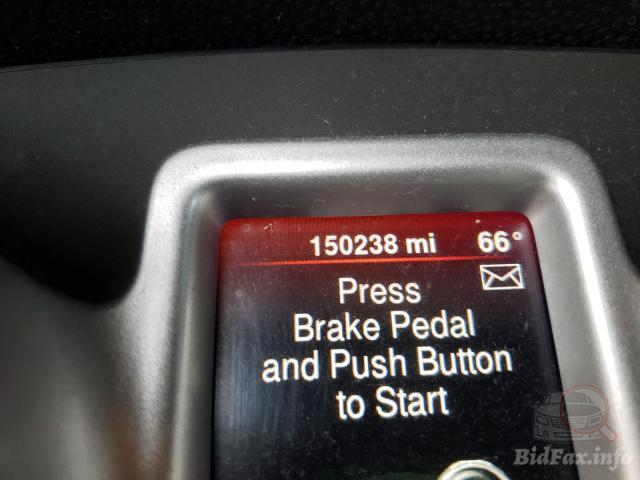 150238 mi 66°
Press
Brake Pedal
and Push Button
to Start
BidFax.info